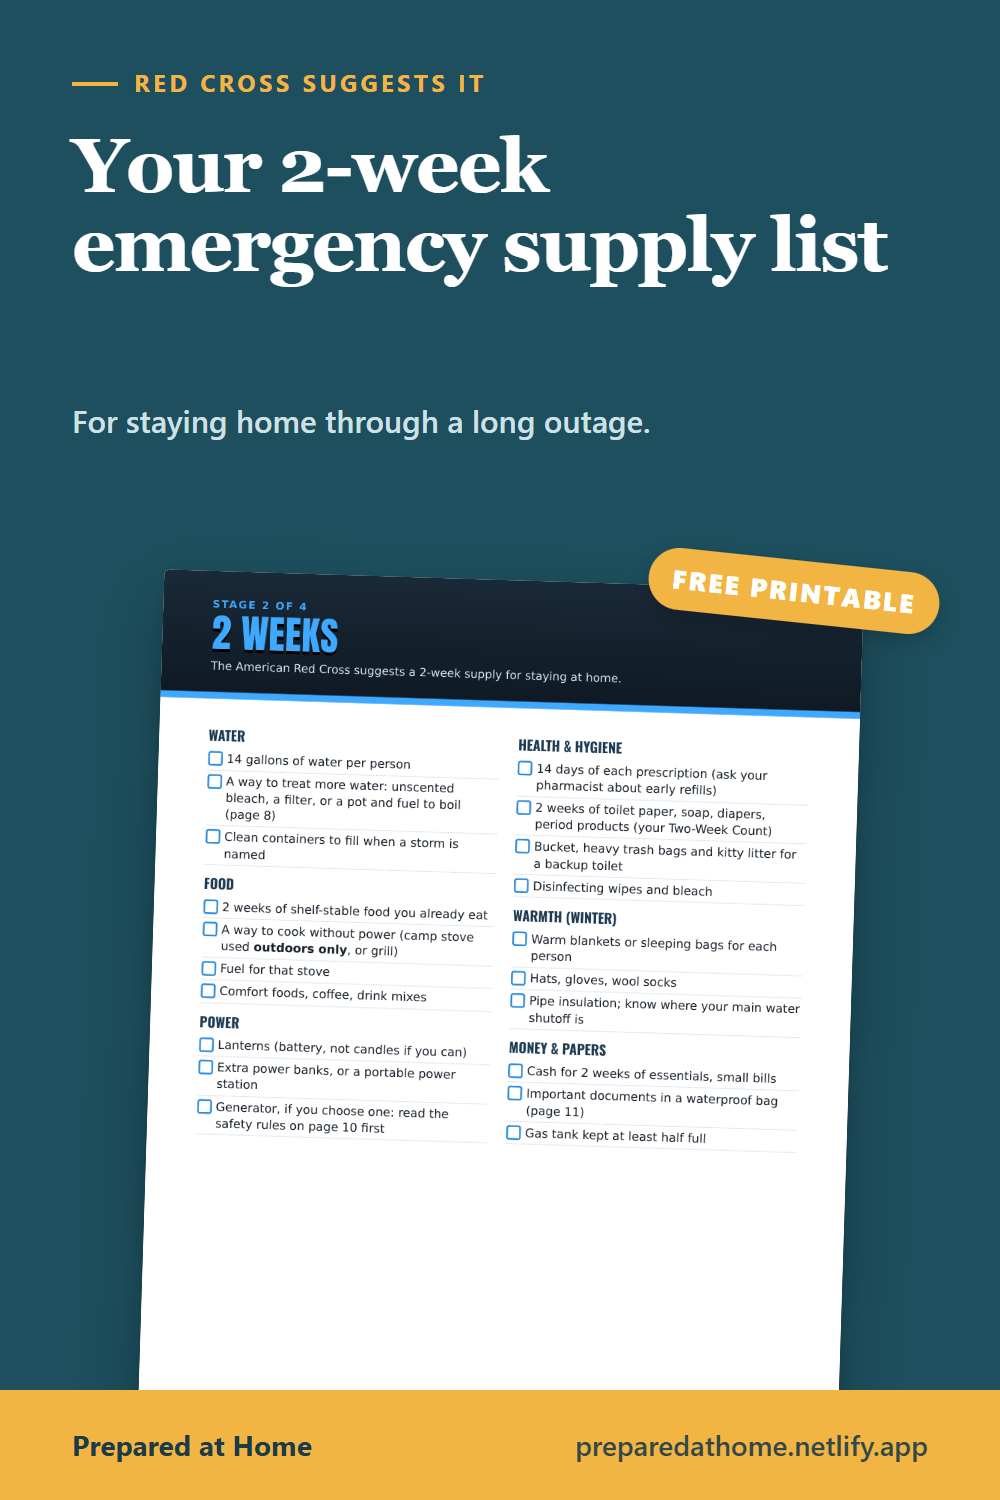 RED CROSS SUGGESTS IT
Your 2-week
emergency supply list
For staying home through a long outage.
FREE PRINTABLE
STAGE 2 OF 4
2 WEEKS
The American Red Cross suggests a 2-week supply for staying at home.
WATER
14 gallons of water per person
A way to treat more water: unscented
bleach, a filter, or a pot and fuel to boil
(page 8)
Clean containers to fill when a storm is
named
FOOD
2 weeks of shelf-stable food you already eat
A way to cook without power (camp stove
used outdoors only, or grill)
Fuel for that stove
Comfort foods, coffee, drink mixes
POWER
Lanterns (battery, not candles if you can)
Extra power banks, or a portable power
station
Generator, if you choose one: read the
safety rules on page 10 first
HEALTH & HYGIENE
14 days of each prescription (ask your
pharmacist about early refills)
2 weeks of toilet paper, soap, diapers,
period products (your Two-Week Count)
Bucket, heavy trash bags and kitty litter for
a backup toilet
Disinfecting wipes and bleach
WARMTH (WINTER)
Warm blankets or sleeping bags for each
person
Hats, gloves, wool socks
Pipe insulation; know where your main water
shutoff is
MONEY & PAPERS
Cash for 2 weeks of essentials, small bills
Important documents in a waterproof bag
(page 11)
Gas tank kept at least half full
Prepared at Home
preparedathome.netlify.app